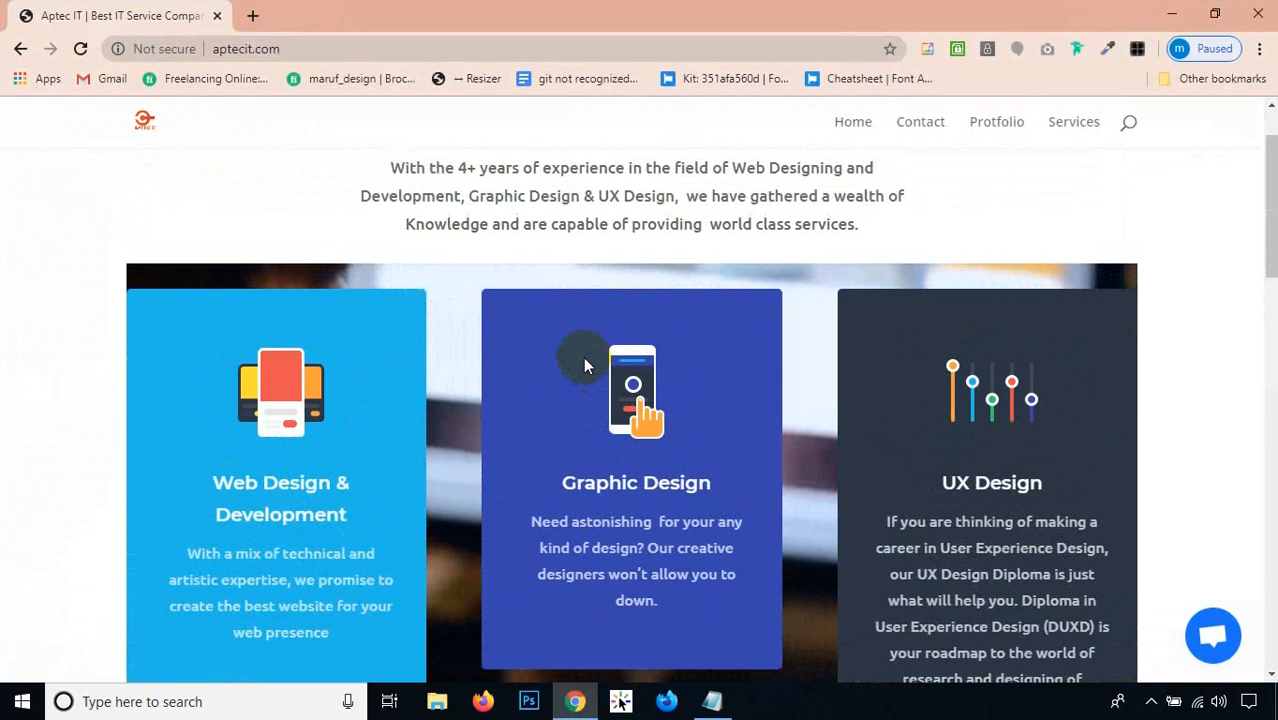 Aptec IT | Best IT Service Compa
Not secure
aptecit.com
Paused
m
Apps
Gmail
Freelancing Online:...
maruf_design | Broc...
↔ Resizer
git not recognized...
Kit: 351afa560d | Fo...
Cheatsheet | Font A...
Other bookmarks
Home
Contact
Protfolio
Services
With the 4+ years of experience in the field of Web Designing and
Development, Graphic Design & UX Design, we have gathered a wealth of
Knowledge and are capable of providing world class services.
Web Design &
Development
With a mix of technical and
artistic expertise, we promise to
create the best website for your
web presence
Graphic Design
Need astonishing for your any
kind of design? Our creative
designers won't allow you to
down.
UX Design
If you are thinking of making a
career in User Experience Design,
our UX Design Diploma is just
what will help you. Diploma in
User Experience Design (DUXD) is
your roadmap to the world of
research and designing of
Type here to search
Ps